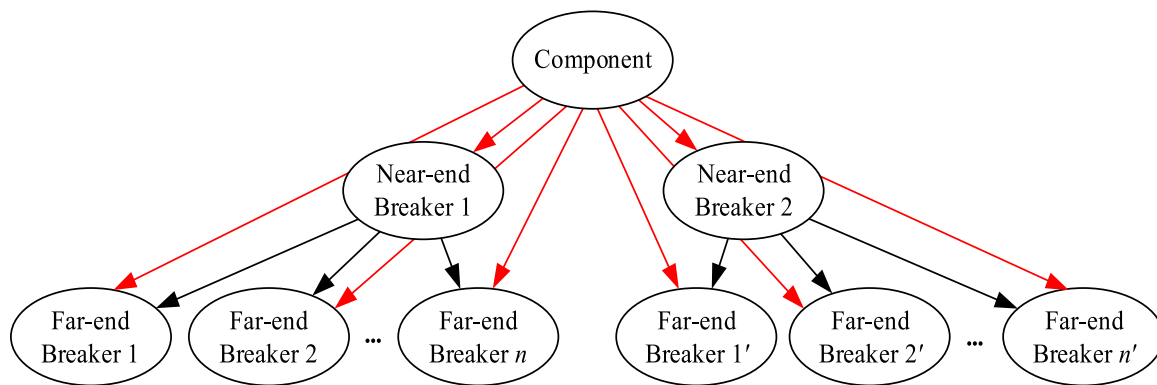 Component
Near-end
Breaker 1
Near-end
Breaker 2
Far-end
Breaker 1
Far-end
Breaker 2
...
Far-end
Breaker n
Far-end
Breaker 1′
Far-end
Breaker 2′
...
Far-end
Breaker n′